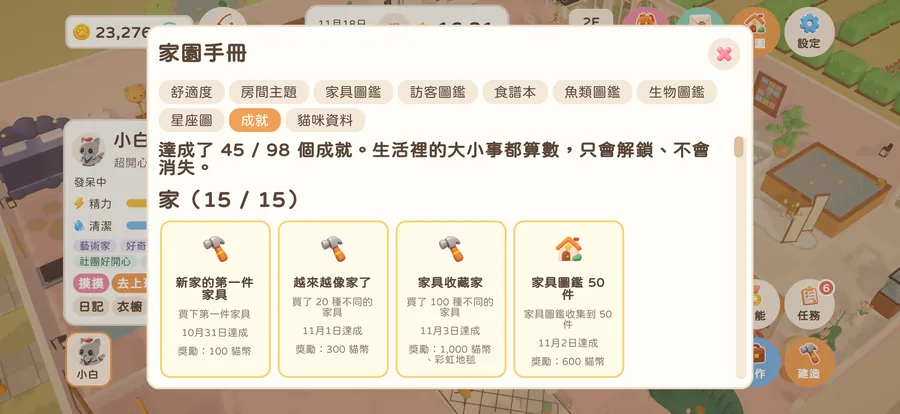 23,276
11月18日
2F
設定
家園手冊
舒適度 房間主題 家具圖鑑 訪客圖鑑 食譜本 魚類圖鑑 生物圖鑑
星座圖 成就 貓咪資料
達成了 45 / 98 個成就。生活裡的大小事都算數，只會解鎖、不會
消失。
家（15 / 15）
新家的第一件
家具
買下第一件家具
10月31日達成
獎勵：100 貓幣
越來越像家了
買了 20 種不同的
家具
11月1日達成
獎勵：300 貓幣
家具收藏家
買了 100 種不同的
家具
11月3日達成
獎勵：1,000 貓幣
、彩虹地毯
家具圖鑑 50
件
家具圖鑑收集到 50
件
11月2日達成
獎勵：600 貓幣
小白
超開心
發呆中
精力
清潔
藝術家 好奇
社團好開心
摸摸 去上
日記 衣櫥
小白
能
任務
6
作
建造